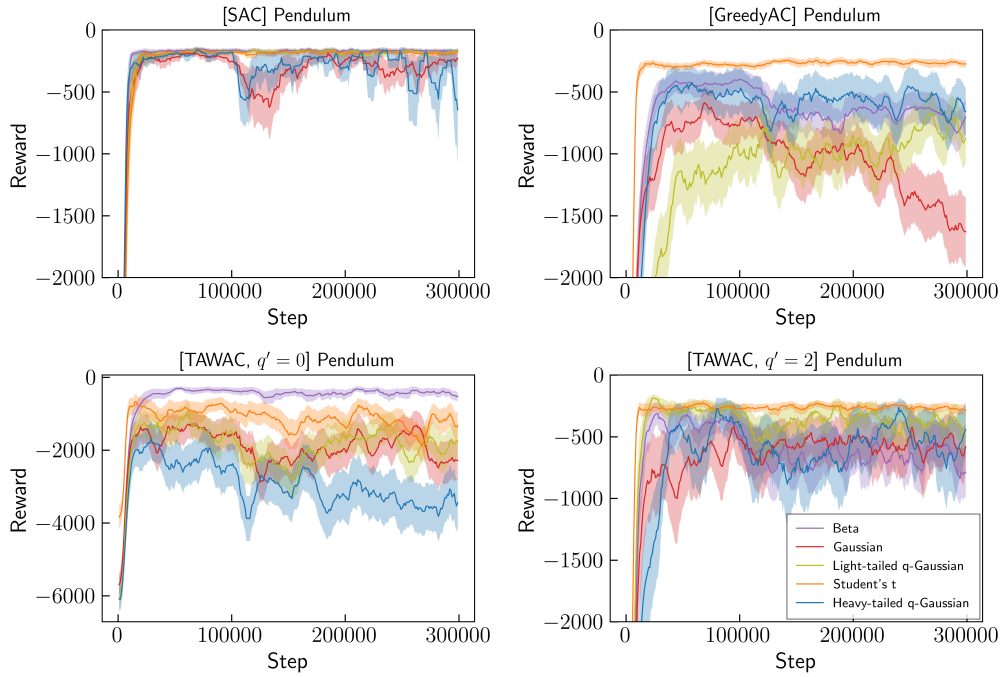 [SAC] Pendulum
0
−500
−1000
−1500
−2000
Reward
0 100000 200000 300000
Step
[GreedyAC] Pendulum
0
−500
−1000
−1500
−2000
Reward
0 100000 200000 300000
Step
[TAWAC, q′ = 0] Pendulum
0
−2000
−4000
−6000
Reward
0 100000 200000 300000
Step
[TAWAC, q′ = 2] Pendulum
0
−500
−1000
−1500
−2000
Reward
0 100000 200000 300000
Step
Beta
Gaussian
Light-tailed q-Gaussian
Student's t
Heavy-tailed q-Gaussian